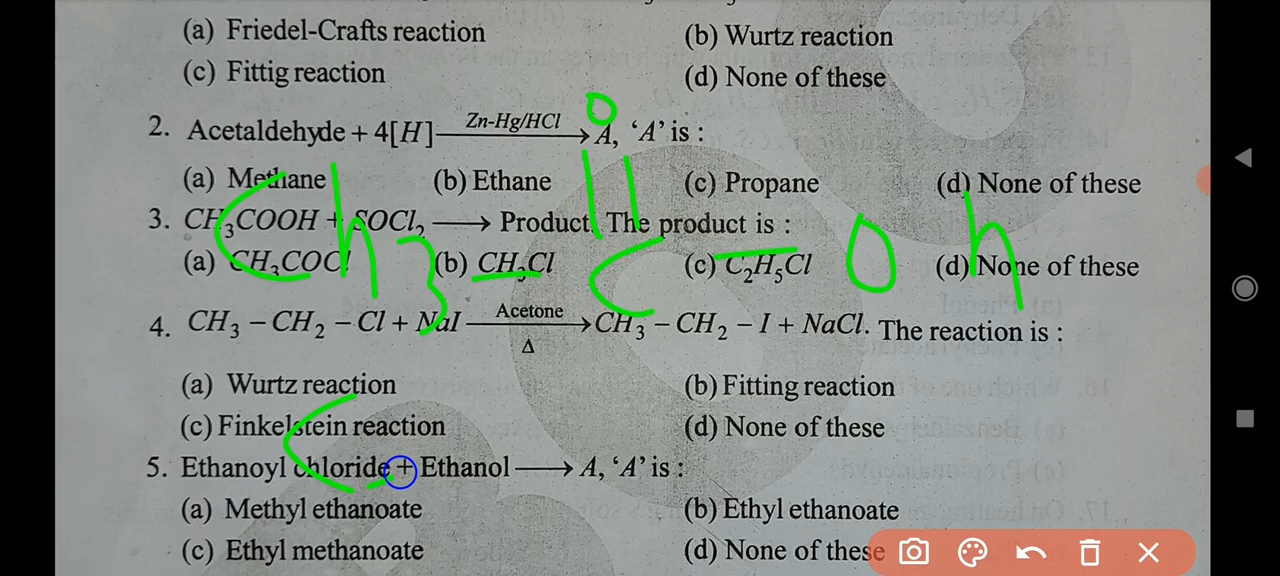 (a) Friedel-Crafts reaction (b) Wurtz reaction
(c) Fittig reaction (d) None of these
2. Acetaldehyde + 4[H] Zn-Hg/HCl → A, ‘A’ is :
(a) Methane (b) Ethane (c) Propane (d) None of these
3. CH₃COOH + SOCl₂ → Product. The product is :
(a) CH₃COCl (b) CH₃Cl (c) C₂H₅Cl (d) None of these
4. CH₃ – CH₂ – Cl + NaI Acetone → Δ CH₃ – CH₂ – I + NaCl. The reaction is :
(a) Wurtz reaction (b) Fitting reaction
(c) Finkelstein reaction (d) None of these
5. Ethanoyl chloride + Ethanol → A, ‘A’ is :
(a) Methyl ethanoate (b) Ethyl ethanoate
(c) Ethyl methanoate (d) None of these
O
Ch₃ C Oh
C